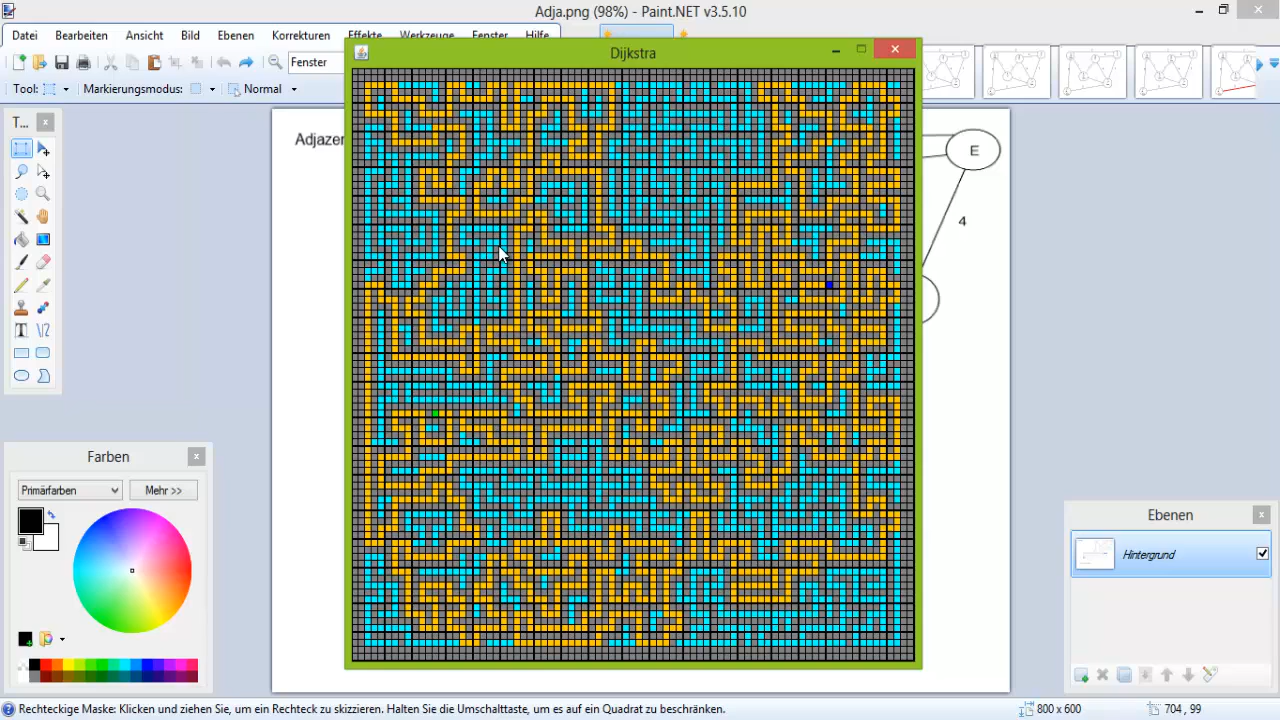 Adja.png (98%) - Paint.NET v3.5.10
Datei Bearbeiten Ansicht Bild Ebenen Korrekturen Effekte Werkzeuge Fenster Hilfe
Fenster
Dijkstra
Tool: Markierungsmodus: Normal
T...
Adjazen
E
4
Farben
Primärfarben Mehr >>
Ebenen
Hintergrund
Rechteckige Maske: Klicken und ziehen Sie, um ein Rechteck zu skizzieren. Halten Sie die Umschalttaste, um es auf ein Quadrat zu beschränken.
800 x 600
704 , 99